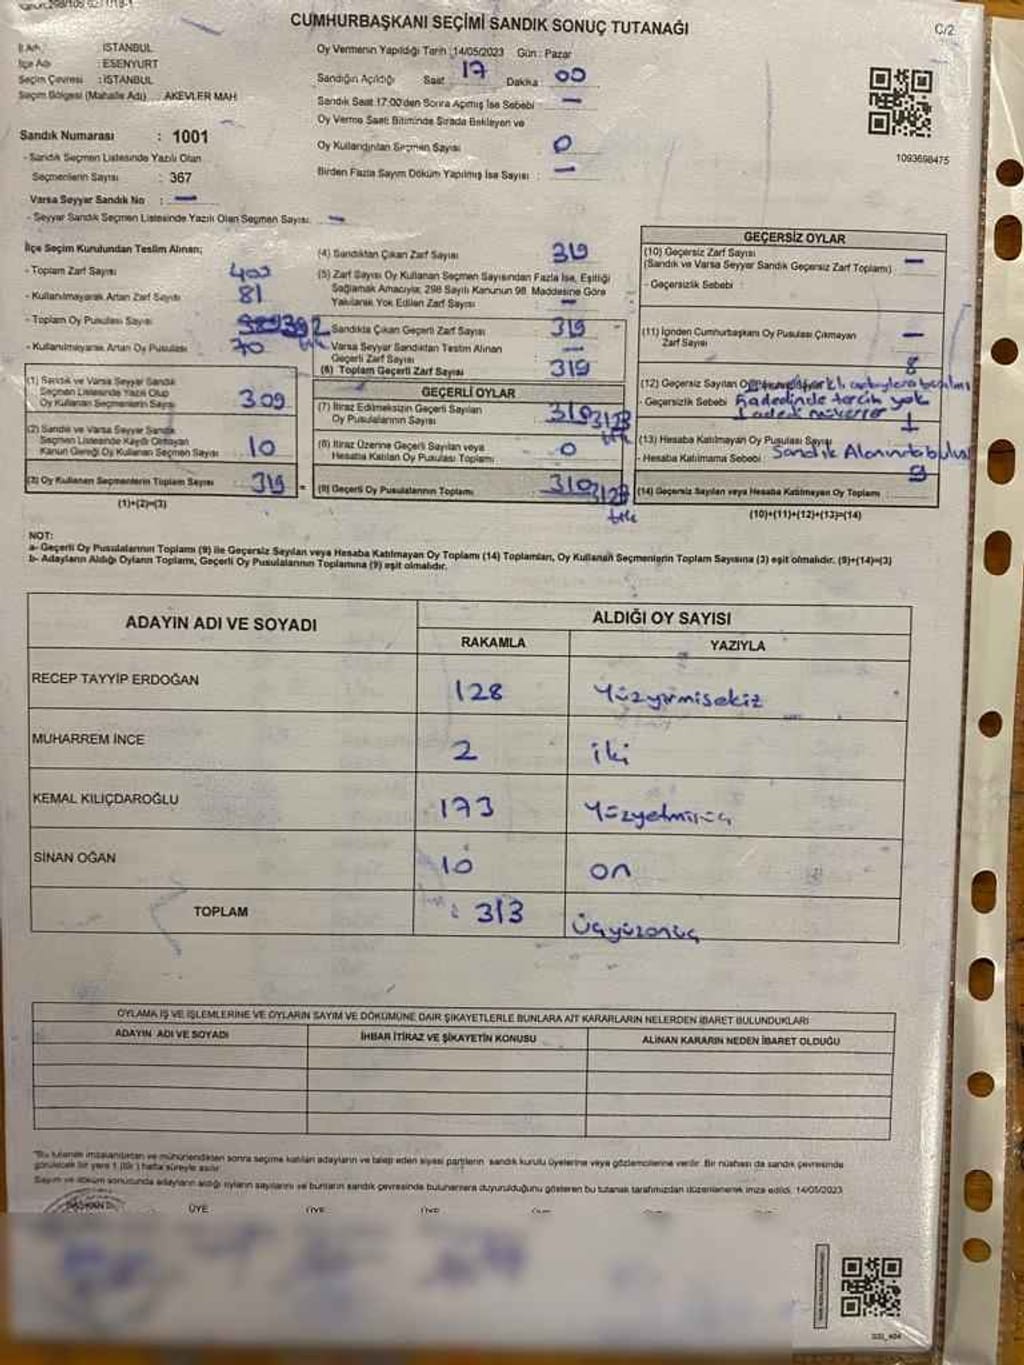 CUMHURBAŞKANI SEÇİMİ SANDIK SONUÇ TUTANAĞI
C/2
İl Adı : İSTANBUL
İlçe Adı : ESENYURT
Seçim Çevresi : İSTANBUL
Seçim Bölgesi (Mahalle Adı) : AKEVLER MAH
Sandık Numarası : 1001
- Sandık Seçmen Listesinde Yazılı Olan
Seçmenlerin Sayısı : 367
Varsa Seyyar Sandık No : —
- Seyyar Sandık Seçmen Listesinde Yazılı Olan Seçmen Sayısı: —
Oy Vermenin Yapıldığı Tarih : 14/05/2023 Gün : Pazar
Sandığın Açıldığı Saat 17 Dakika : 00
Sandık Saat 17:00'den Sonra Açılmış İse Sebebi : —
Oy Verme Saati Bitiminde Sırada Bekleyen ve
Oy Kullandırılan Seçmen Sayısı : 0
Birden Fazla Sayım Döküm Yapılmış İse Sayısı : —
1093698475
İlçe Seçim Kurulundan Teslim Alınan;
- Toplam Zarf Sayısı 400
- Kullanılmayarak Artan Zarf Sayısı 81
- Toplam Oy Pusulası Sayısı 392
- Kullanılmayarak Artan Oy Pusulası 70
(1) Sandık ve Varsa Seyyar Sandık
Seçmen Listesinde Yazılı Olup
Oy Kullanan Seçmenlerin Sayısı 309
(2) Sandık ve Varsa Seyyar Sandık
Seçmen Listesinde Kaydı Olmayan
Kanun Gereği Oy Kullanan Seçmen Sayısı 10
(3) Oy Kullanan Seçmenlerin Toplam Sayısı 319
(1)+(2)=(3)
(4) Sandıktan Çıkan Zarf Sayısı 319
(5) Zarf Sayısı Oy Kullanan Seçmen Sayısından Fazla İse, Eşitliği
Sağlamak Amacıyla; 298 Sayılı Kanunun 98. Maddesine Göre
Yakılarak Yok Edilen Zarf Sayısı —
Sandıkta Çıkan Geçerli Zarf Sayısı 319
Varsa Seyyar Sandıktan Teslim Alınan
Geçerli Zarf Sayısı —
(6) Toplam Geçerli Zarf Sayısı 319
GEÇERLİ OYLAR
(7) İtiraz Edilmeksizin Geçerli Sayılan
Oy Pusulalarının Sayısı 310
(8) İtiraz Üzerine Geçerli Sayılan veya
Hesaba Katılan Oy Pusulası Toplamı 0
(9) Geçerli Oy Pusulalarının Toplamı 310
GEÇERSİZ OYLAR
(10) Geçersiz Zarf Sayısı
(Sandık ve Varsa Seyyar Sandık Geçersiz Zarf Toplamı) —
- Geçersizlik Sebebi :
(11) İçinden Cumhurbaşkanı Oy Pusulası Çıkmayan
Zarf Sayısı —
8
(12) Geçersiz Sayılan
- Geçersizlik Sebebi adedinde tercih yok
1
(13) Hesaba Katılmayan Oy Pusulası Sayısı
- Hesaba Katılmama Sebebi : Sandık Alanında
9
(14) Geçersiz Sayılan veya Hesaba Katılmayan Oy Toplamı :
(10)+(11)+(12)+(13)=(14)
NOT:
a- Geçerli Oy Pusulalarının Toplamı (9) ile Geçersiz Sayılan veya Hesaba Katılmayan Oy Toplamı (14) Toplamları, Oy Kullanan Seçmenlerin Toplam Sayısına (3) eşit olmalıdır. (9)+(14)=(3)
b- Adayların Aldığı Oyların Toplamı, Geçerli Oy Pusulalarının Toplamına (9) eşit olmalıdır.
ADAYIN ADI VE SOYADI
ALDIĞI OY SAYISI
RAKAMLA YAZIYLA
RECEP TAYYİP ERDOĞAN 128 Yüzyirmisekiz
MUHARREM İNCE 2 iki
KEMAL KILIÇDAROĞLU 173 Yüzyetmişüç
SİNAN OĞAN 10 on
TOPLAM : 313 Üçyüzonüç
OYLAMA İŞ VE İŞLEMLERİNE VE OYLARIN SAYIM VE DÖKÜMÜNE DAİR ŞİKAYETLERLE BUNLARA AİT KARARLARIN NELERDEN İBARET BULUNDUKLARI
ADAYIN ADI VE SOYADI İHBAR İTİRAZ VE ŞİKAYETİN KONUSU ALINAN KARARIN NEDEN İBARET OLDUĞU
"Bu tutanak imzalandıktan ve mühürlendikten sonra seçime katılan adayların ve talep eden siyasi partilerin sandık kurulu üyelerine veya gözlemcilerine verilir. Bir nüshası da sandık çevresinde
görülecek bir yere 1 (Bir) hafta süreyle asılır.
Sayım ve döküm sonucunda adayların aldığı oyların sayılarını ve bunların sandık çevresinde bulunanlara duyurulduğunu gösteren bu tutanak tarafımızdan düzenlenerek imza edildi. 14/05/2023
BAŞKAN ÜYE ÜYE ÜYE